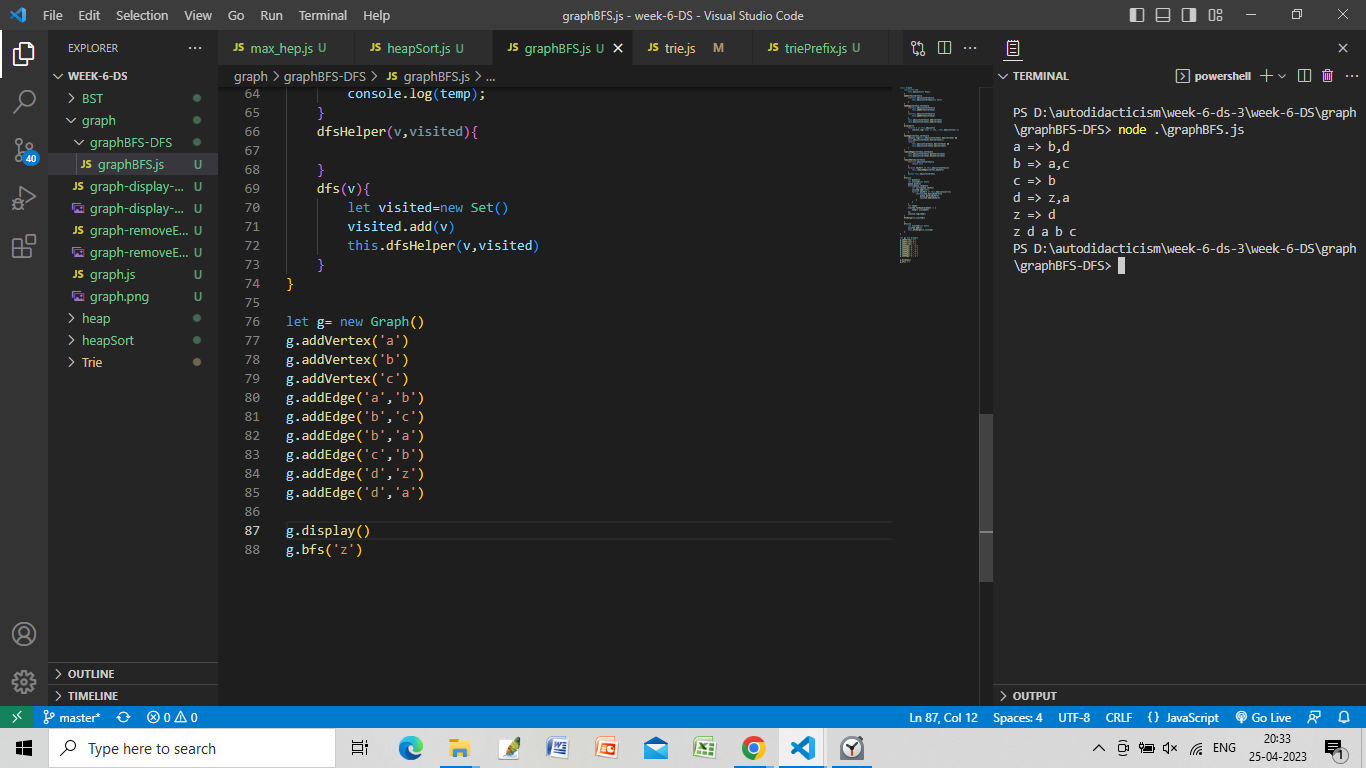 File Edit Selection View Go Run Terminal Help
graphBFS.js - week-6-DS - Visual Studio Code
EXPLORER
WEEK-6-DS
BST
graph
graphBFS-DFS
JS graphBFS.js U
JS graph-display-... U
graph-display-... U
JS graph-removeE... U
graph-removeE... U
JS graph.js U
graph.png U
heap
heapSort
Trie
OUTLINE
TIMELINE
40
JS max_hep.js U
JS heapSort.js U
JS graphBFS.js U
JS trie.js M
JS triePrefix.js U
graph > graphBFS-DFS > JS graphBFS.js > ...
64 console.log(temp);
65 }
66 dfsHelper(v,visited){
67
68 }
69 dfs(v){
70 let visited=new Set()
71 visited.add(v)
72 this.dfsHelper(v,visited)
73 }
74 }
75
76 let g= new Graph()
77 g.addVertex('a')
78 g.addVertex('b')
79 g.addVertex('c')
80 g.addEdge('a','b')
81 g.addEdge('b','c')
82 g.addEdge('b','a')
83 g.addEdge('c','b')
84 g.addEdge('d','z')
85 g.addEdge('d','a')
86
87 g.display()
88 g.bfs('z')
TERMINAL
powershell
PS D:\autodidacticism\week-6-ds-3\week-6-DS\graph
\graphBFS-DFS> node .\graphBFS.js
a => b,d
b => a,c
c => b
d => z,a
z => d
z d a b c
PS D:\autodidacticism\week-6-ds-3\week-6-DS\graph
\graphBFS-DFS>
OUTPUT
master* 0 0
Ln 87, Col 12 Spaces: 4 UTF-8 CRLF {} JavaScript Go Live
Type here to search
ENG
20:33
25-04-2023
1